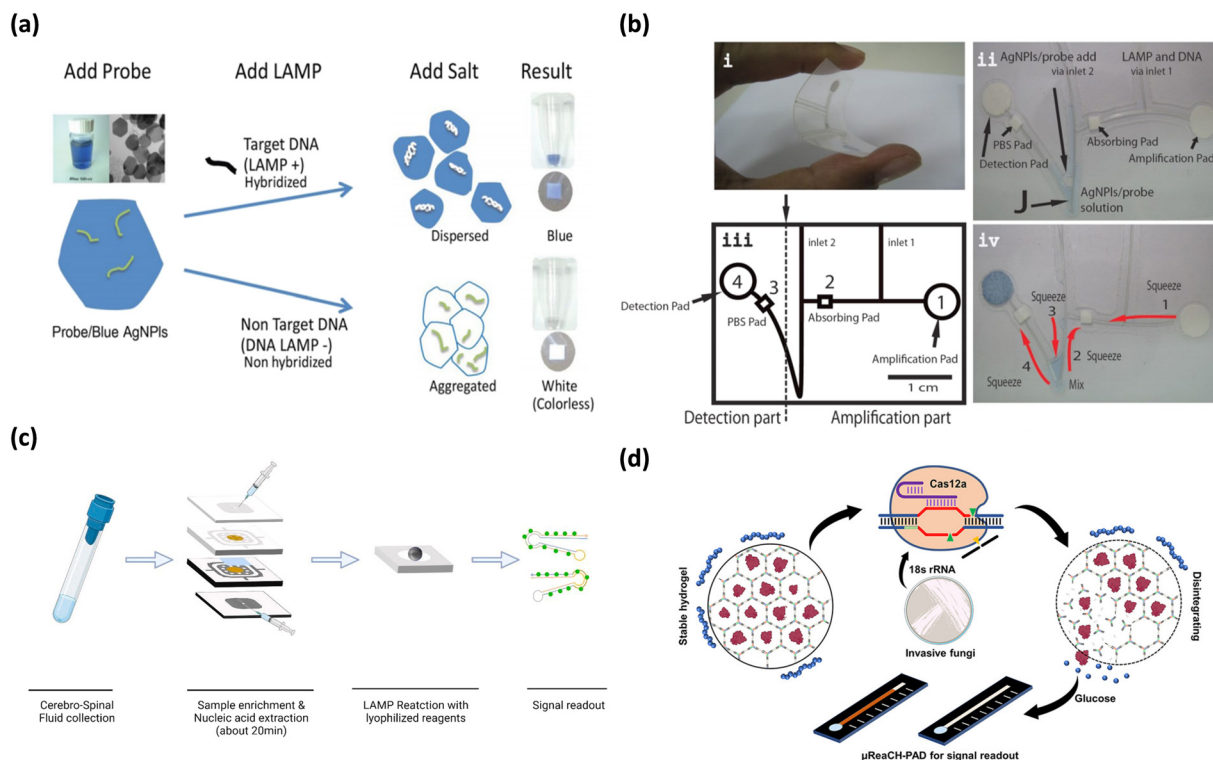 (a)
Add Probe
Add LAMP
Add Salt
Result
Target DNA
(LAMP +)
Hybridized
Dispersed
Blue
Probe/Blue AgNPls
Non Target DNA
(DNA LAMP -)
Non hybridized
Aggregated
White
(Colorless)
(b)
i
ii
AgNPls/probe add
via inlet 2
LAMP and DNA
via inlet 1
PBS Pad
Detection Pad
Absorbing Pad
Amplification Pad
J
AgNPls/probe
solution
iii
inlet 2
inlet 1
4
3
2
1
Detection Pad
PBS Pad
Absorbing Pad
Amplification Pad
1 cm
Detection part
Amplification part
iv
Squeeze
1
Squeeze
3
2
Squeeze
4
Squeeze
Mix
(c)
Cerebro-Spinal
Fluid collection
Sample enrichment &
Nucleic acid extraction
(about 20min)
LAMP Reatction with
lyophilized reagents
Signal readout
(d)
Cas12a
Stable hydrogel
18s rRNA
Invasive fungi
Disintegrating
Glucose
µReaCH-PAD for signal readout